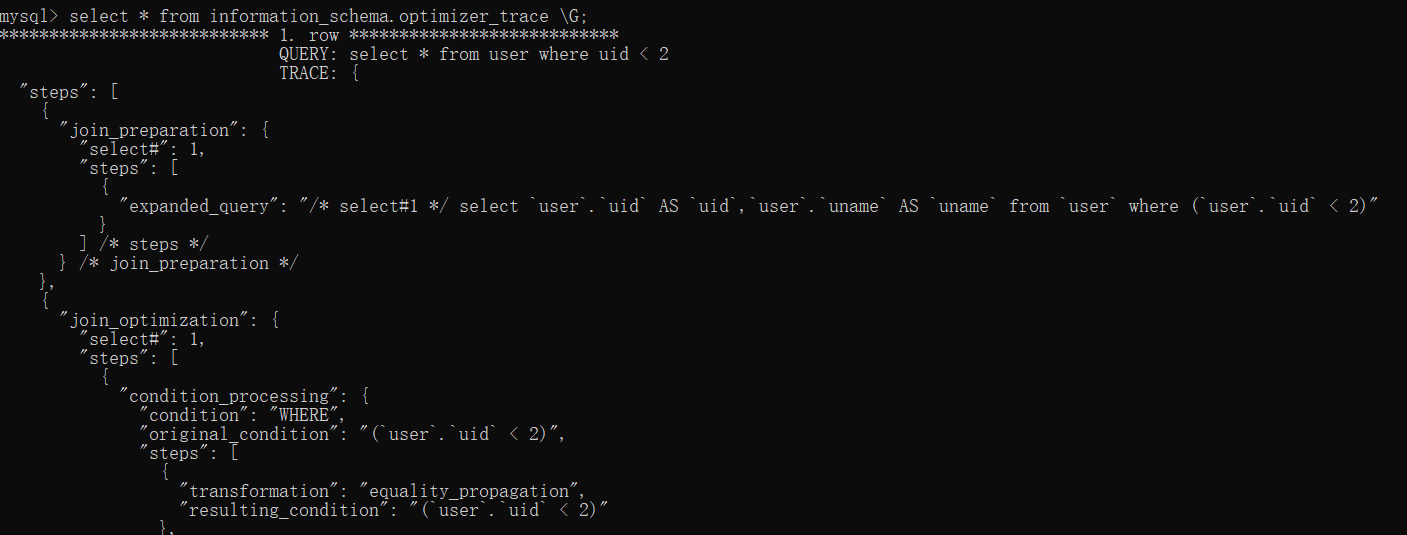 mysql> select * from information_schema.optimizer_trace \G;
*************************** 1. row ***************************
                            QUERY: select * from user where uid < 2
                            TRACE: {
  "steps": [
    {
      "join_preparation": {
        "select#": 1,
        "steps": [
          {
            "expanded_query": "/* select#1 */ select `user`.`uid` AS `uid`,`user`.`uname` AS `uname` from `user` where (`user`.`uid` < 2)"
          }
        ] /* steps */
      } /* join_preparation */
    },
    {
      "join_optimization": {
        "select#": 1,
        "steps": [
          {
            "condition_processing": {
              "condition": "WHERE",
              "original_condition": "(`user`.`uid` < 2)",
              "steps": [
                {
                  "transformation": "equality_propagation",
                  "resulting_condition": "(`user`.`uid` < 2)"
                },